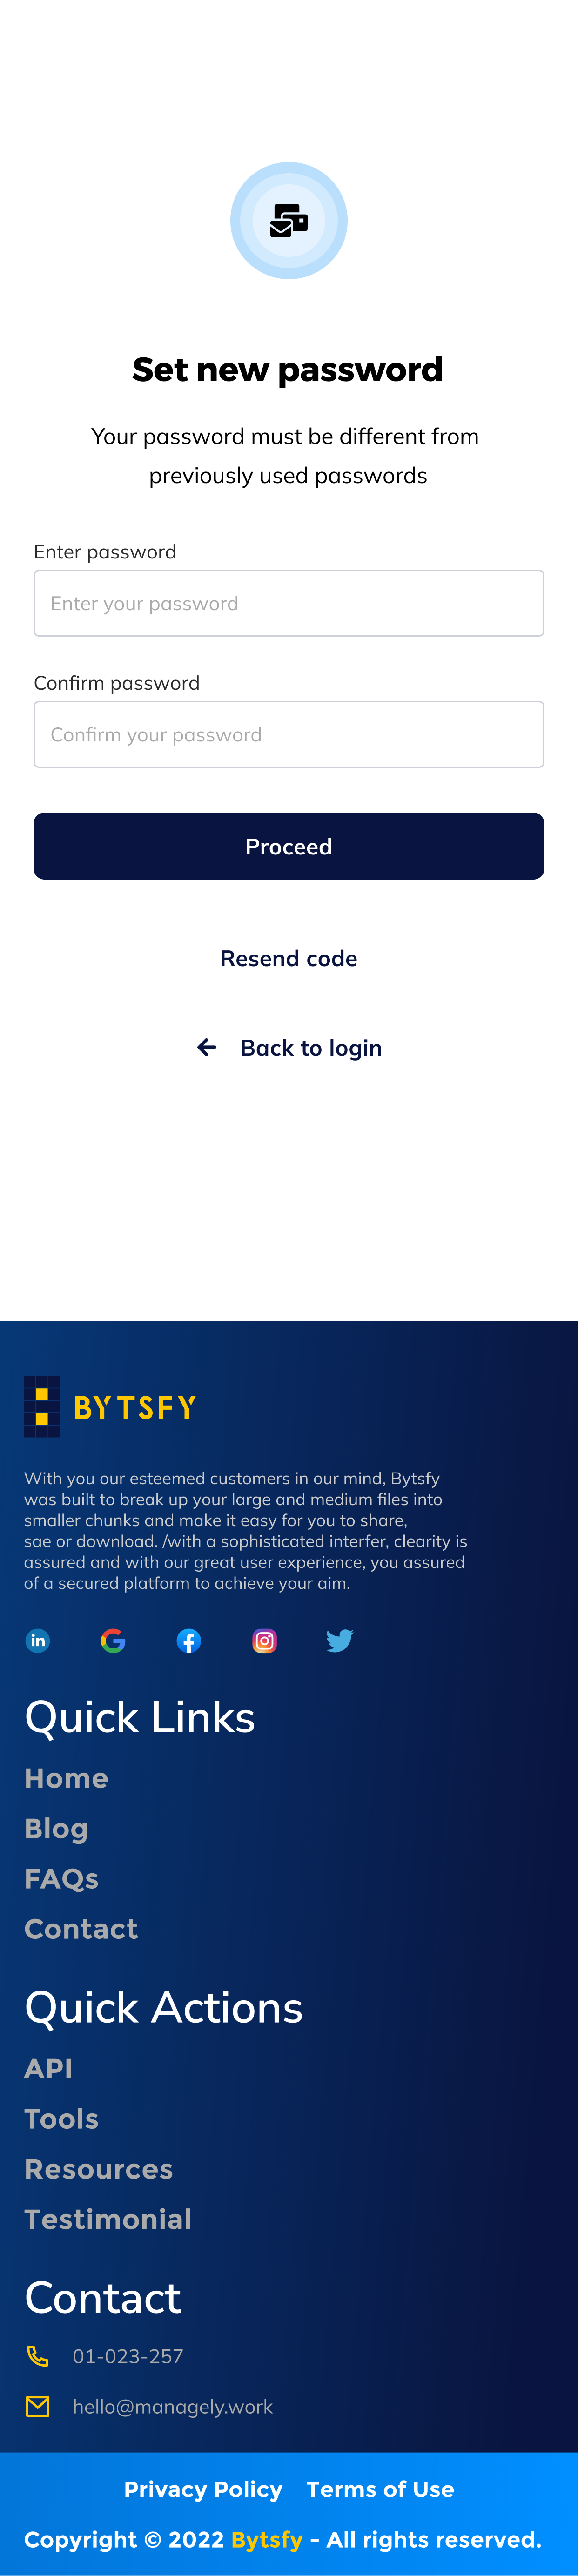 Set new password
Your password must be different from
previously used passwords
Enter password
Enter your password
Confirm password
Confirm your password
Proceed
Resend code
Back to login
BYTSFY
With you our esteemed customers in our mind, Bytsfy
was built to break up your large and medium files into
smaller chunks and make it easy for you to share,
sae or download. /with a sophisticated interfer, clearity is
assured and with our great user experience, you assured
of a secured platform to achieve your aim.
in
Quick Links
Home
Blog
FAQs
Contact
Quick Actions
API
Tools
Resources
Testimonial
Contact
01-023-257
hello@managely.work
Privacy Policy Terms of Use
Copyright © 2022 Bytsfy - All rights reserved.